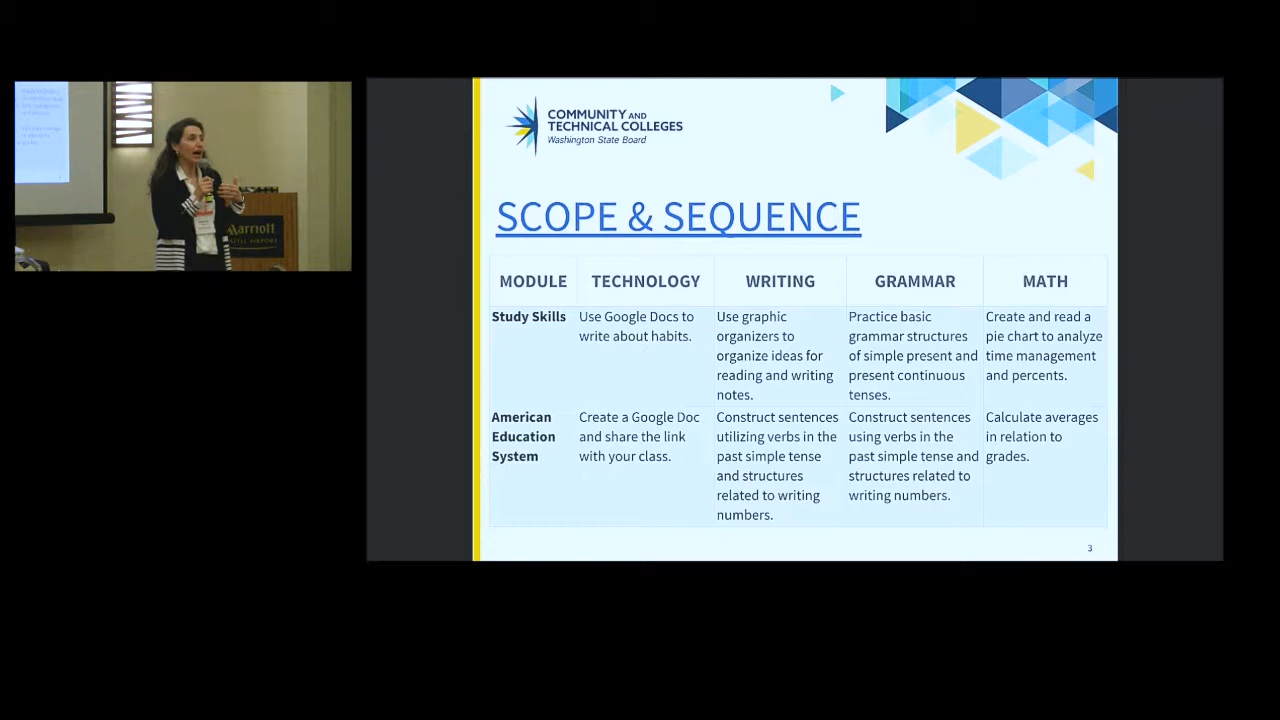 Marriott
COMMUNITY AND
TECHNICAL COLLEGES
Washington State Board
SCOPE & SEQUENCE
MODULE TECHNOLOGY WRITING GRAMMAR MATH
Study Skills
Use Google Docs to
write about habits.
Use graphic
organizers to
organize ideas for
reading and writing
notes.
Practice basic
grammar structures
of simple present and
present continuous
tenses.
Create and read a
pie chart to analyze
time management
and percents.
American
Education
System
Create a Google Doc
and share the link
with your class.
Construct sentences
utilizing verbs in the
past simple tense
and structures
related to writing
numbers.
Construct sentences
using verbs in the
past simple tense and
structures related to
writing numbers.
Calculate averages
in relation to
grades.
3